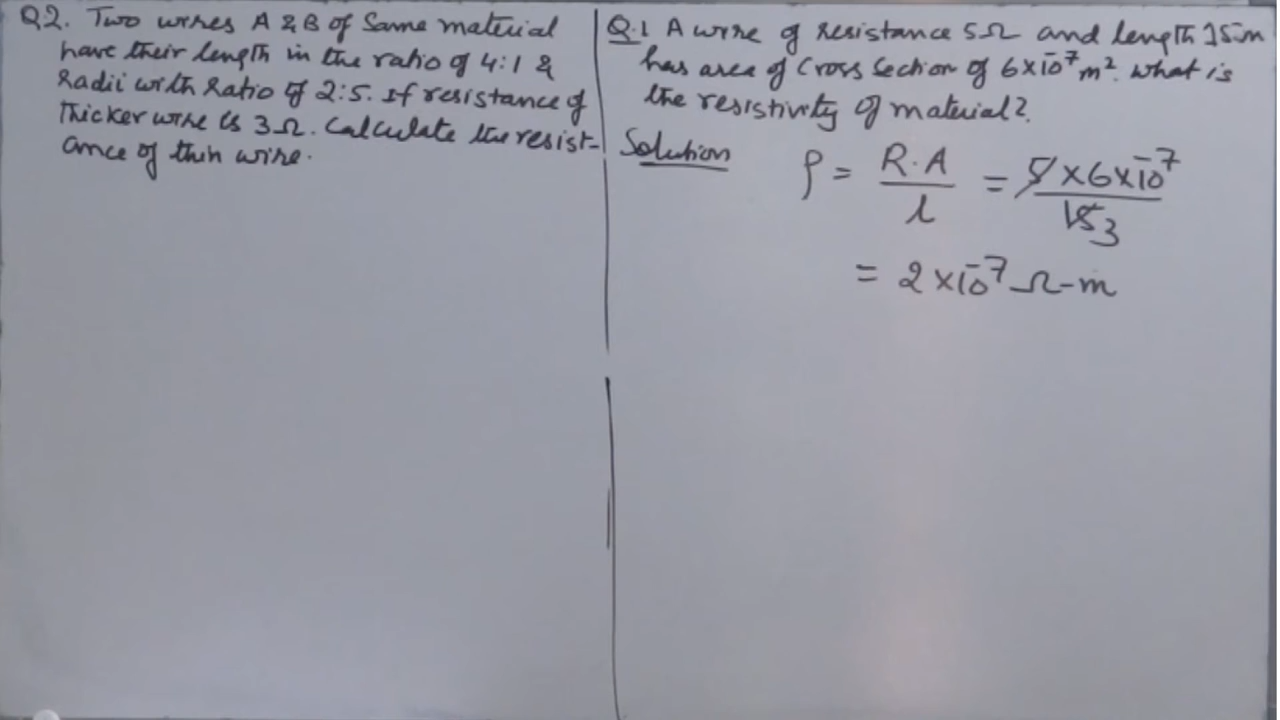 Q2. Two wires A & B of Same material
have their length in the ratio of 4:1 &
Radii with Ratio of 2:5. If resistance of
Thicker wire is 3Ω. Calculate the resist-
ance of thin wire.
Q.1 A wire of resistance 5Ω and length 15m
has area of Cross Section of 6×10⁻⁷m². What is
the resistivity of material?
Solution
ρ = R.A / l = 5×6×10⁻⁷ / 15 3
= 2×10⁻⁷ Ω-m